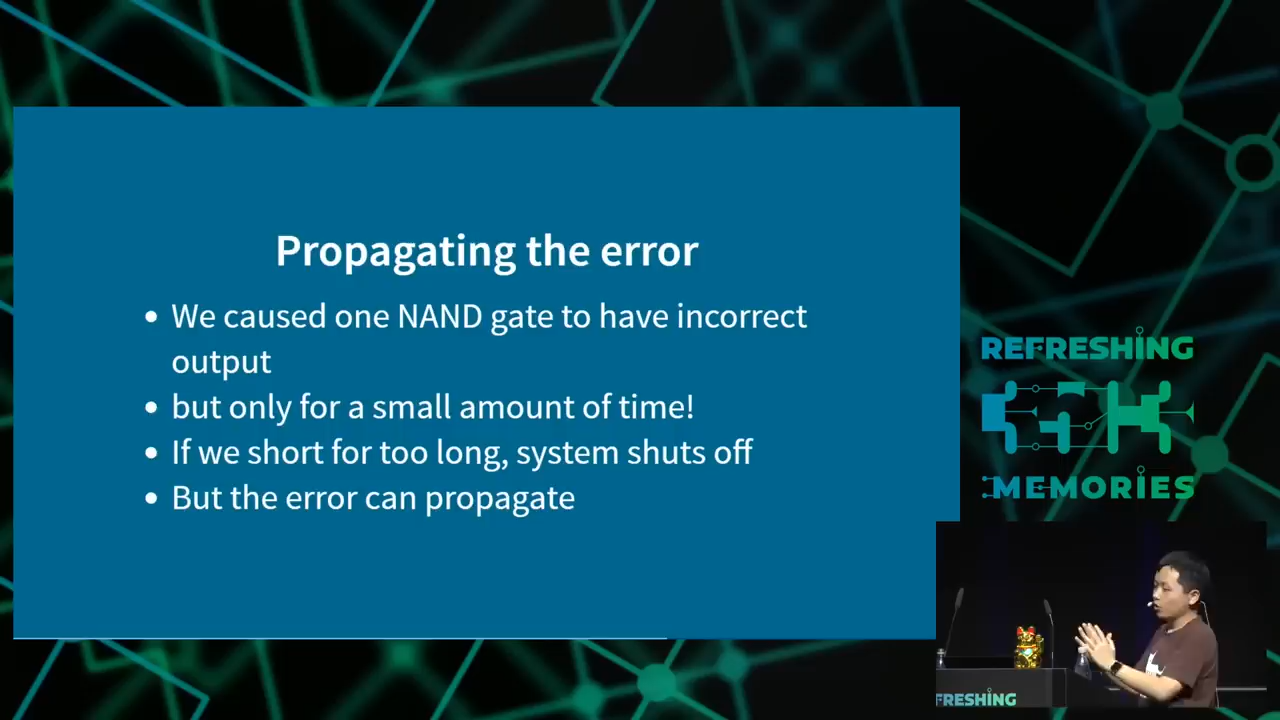 Propagating the error
We caused one NAND gate to have incorrect
output
but only for a small amount of time!
If we short for too long, system shuts off
But the error can propagate
REFRESHING
MEMORIES
FRESHING